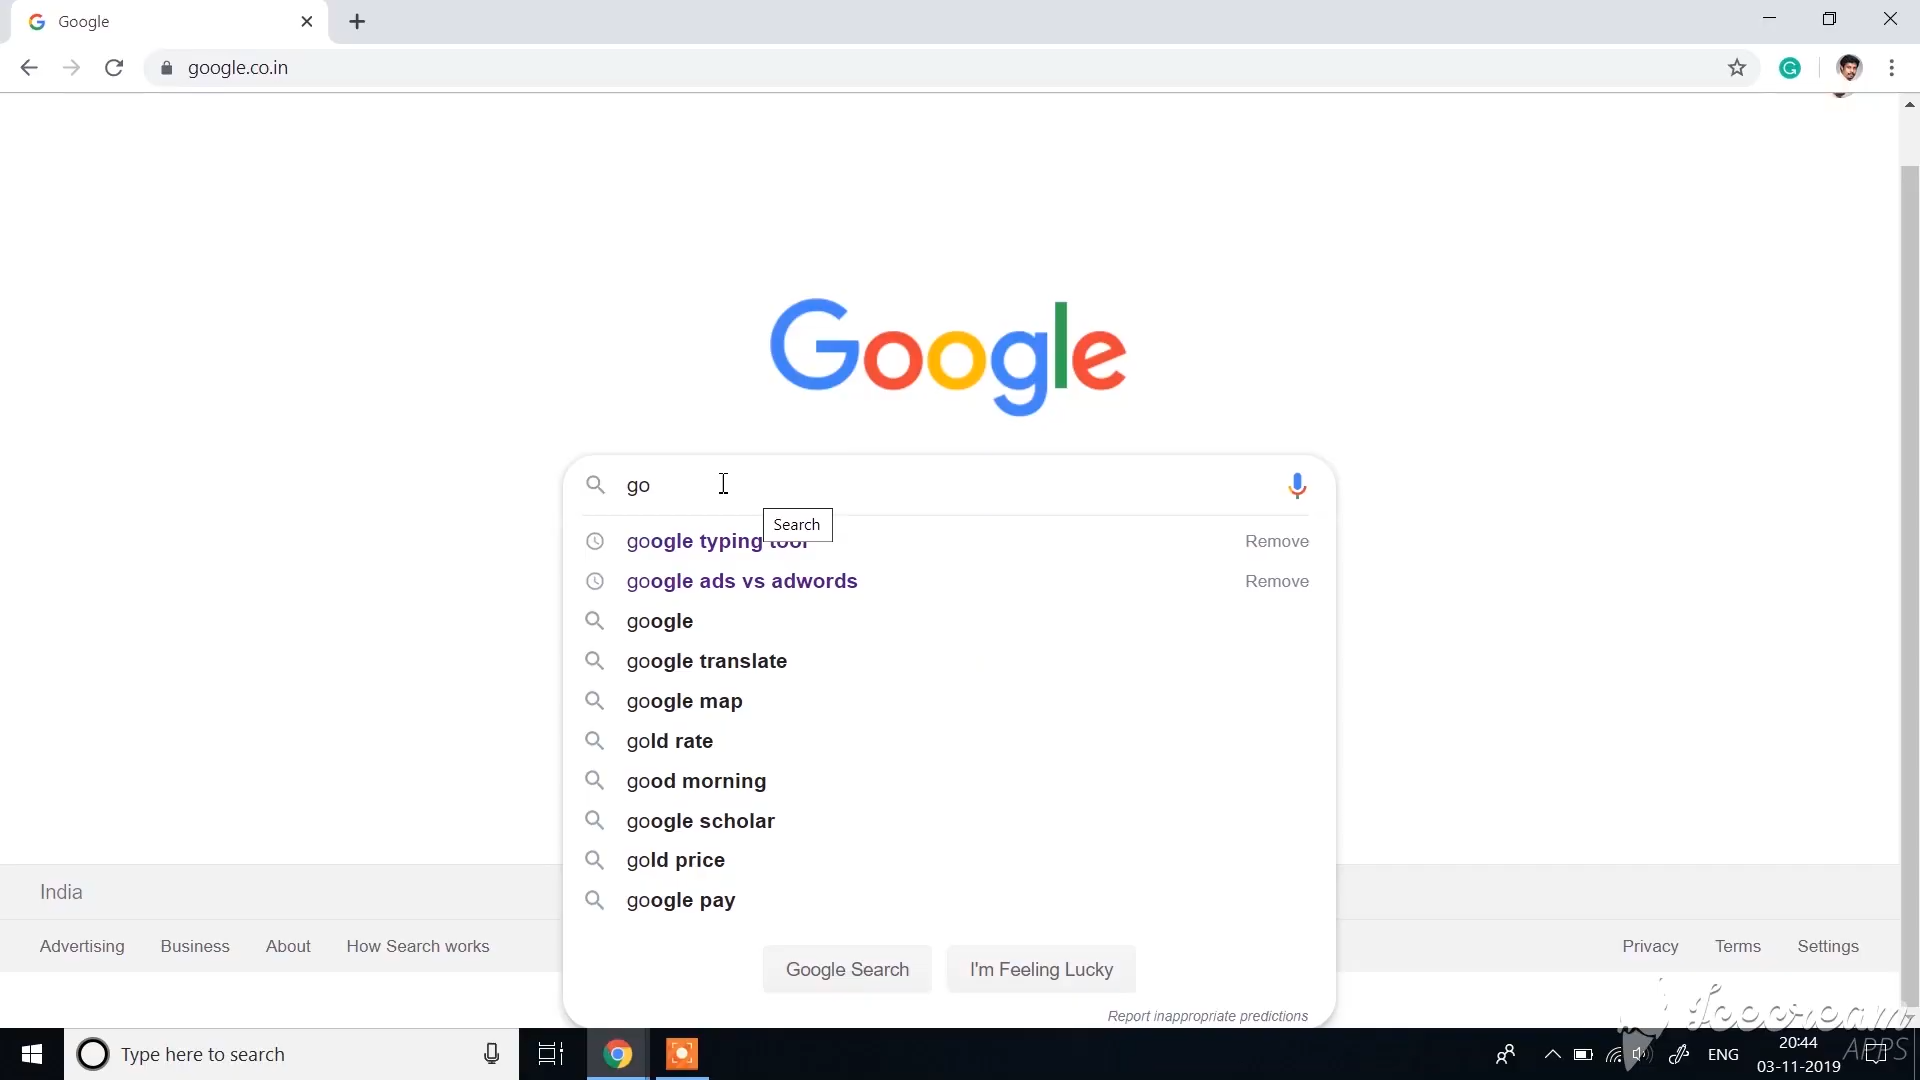 Google
google.co.in
Google
go
Search
google typing tool
Remove
google ads vs adwords
Remove
google
google translate
google map
gold rate
good morning
google scholar
gold price
google pay
Google Search
I'm Feeling Lucky
Report inappropriate predictions
India
Advertising
Business
About
How Search works
Privacy
Terms
Settings
Icecream
APPS
Type here to search
ENG
20:44
03-11-2019